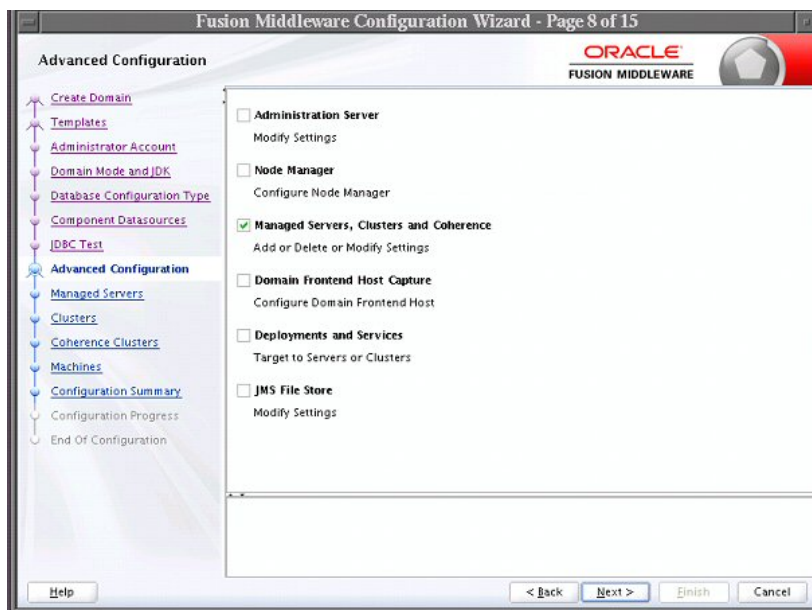 Fusion Middleware Configuration Wizard - Page 8 of 15
Advanced Configuration
ORACLE
FUSION MIDDLEWARE
Create Domain
Templates
Administrator Account
Domain Mode and JDK
Database Configuration Type
Component Datasources
JDBC Test
Advanced Configuration
Managed Servers
Clusters
Coherence Clusters
Machines
Configuration Summary
Configuration Progress
End Of Configuration
Administration Server
Modify Settings
Node Manager
Configure Node Manager
Managed Servers, Clusters and Coherence
Add or Delete or Modify Settings
Domain Frontend Host Capture
Configure Domain Frontend Host
Deployments and Services
Target to Servers or Clusters
JMS File Store
Modify Settings
Help
< Back
Next >
Finish
Cancel